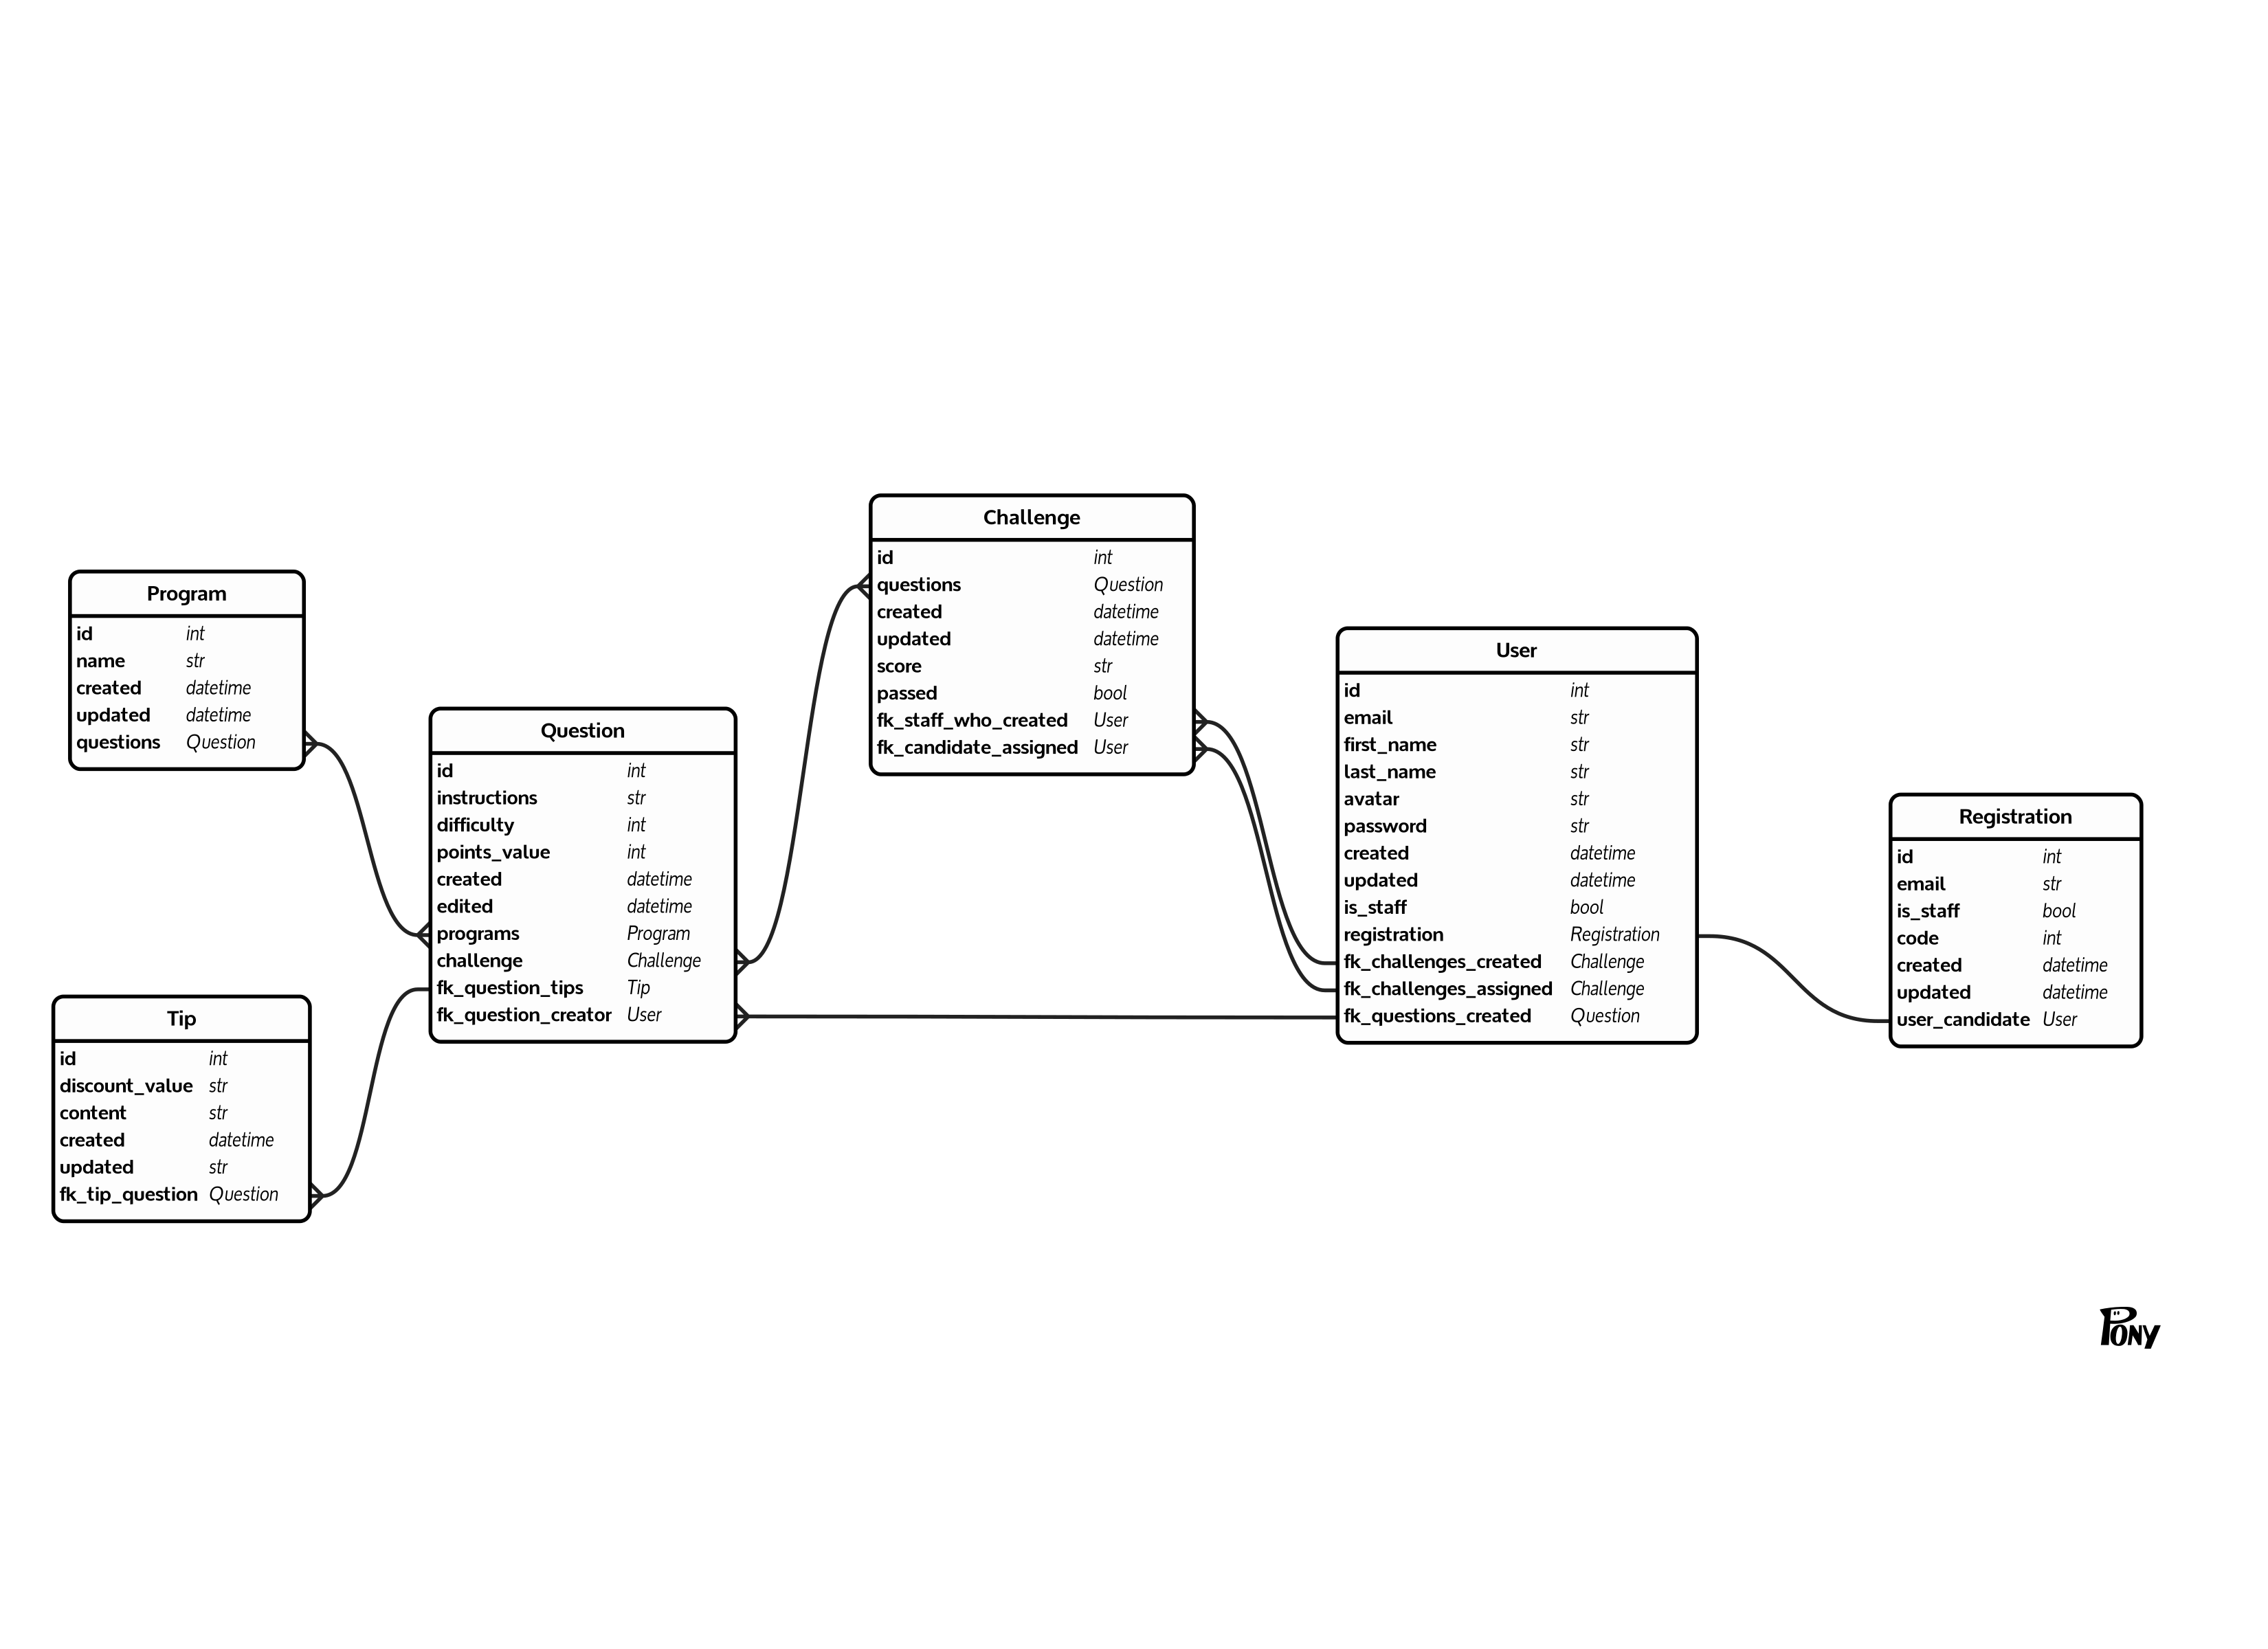 Program
id int
name str
created datetime
updated datetime
questions Question
Tip
id int
discount_value str
content str
created datetime
updated str
fk_tip_question Question
Question
id int
instructions str
difficulty int
points_value int
created datetime
edited datetime
programs Program
challenge Challenge
fk_question_tips Tip
fk_question_creator User
Challenge
id int
questions Question
created datetime
updated datetime
score str
passed bool
fk_staff_who_created User
fk_candidate_assigned User
User
id int
email str
first_name str
last_name str
avatar str
password str
created datetime
updated datetime
is_staff bool
registration Registration
fk_challenges_created Challenge
fk_challenges_assigned Challenge
fk_questions_created Question
Registration
id int
email str
is_staff bool
code int
created datetime
updated datetime
user_candidate User
PONY